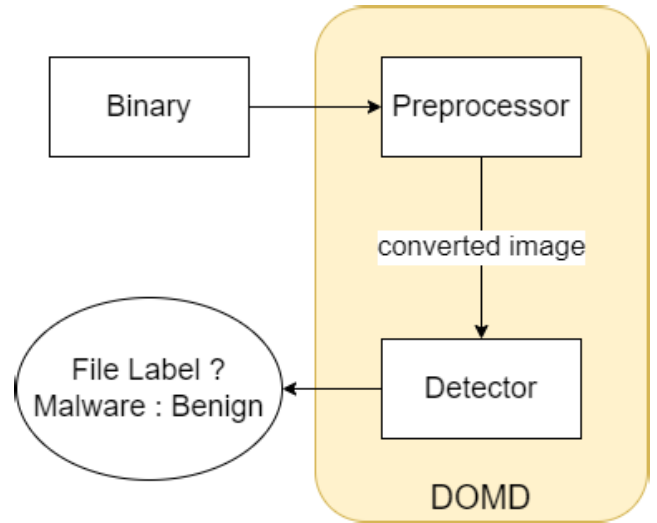 Binary
Preprocessor
converted image
File Label ?
Malware : Benign
Detector
DOMD